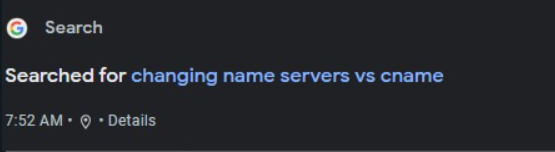 Search
Searched for changing name servers vs cname
7:52 AM • • Details